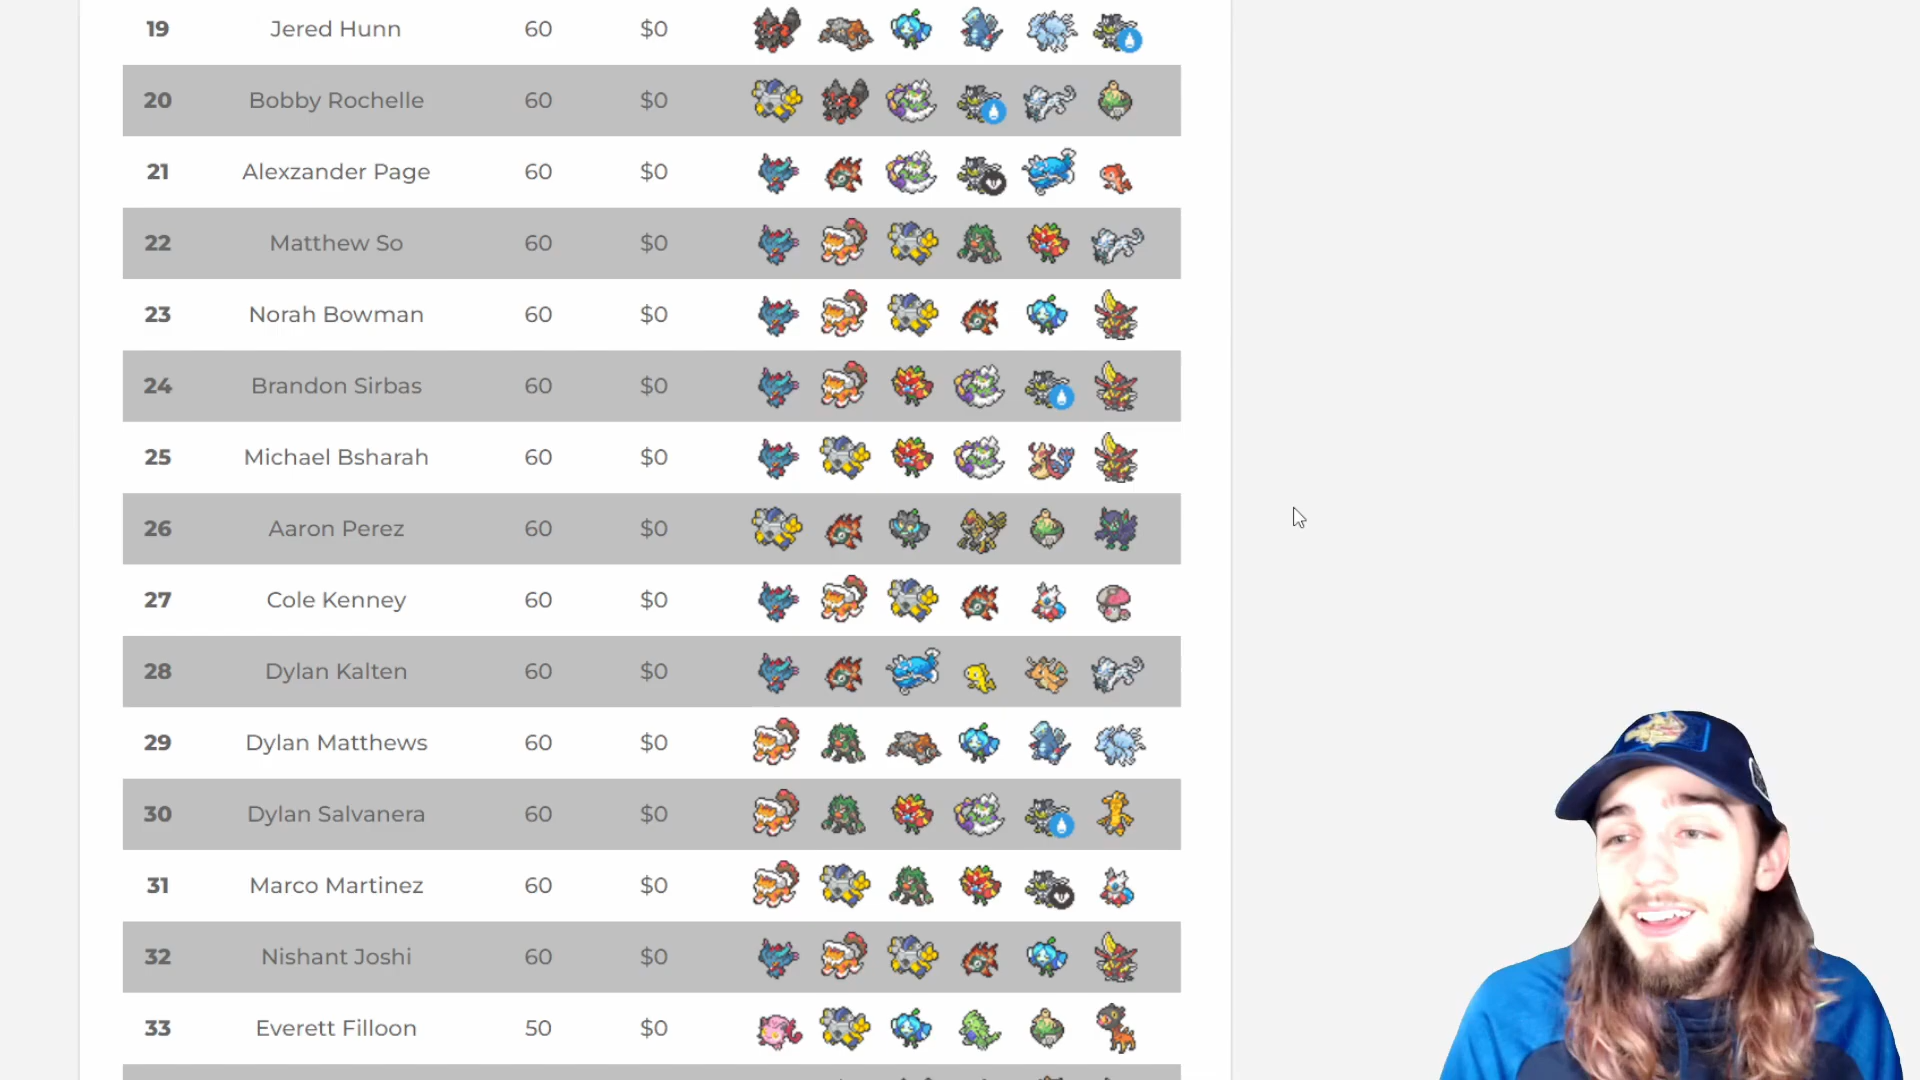 19 Jered Hunn 60 $0
20 Bobby Rochelle 60 $0
21 Alexzander Page 60 $0
22 Matthew So 60 $0
23 Norah Bowman 60 $0
24 Brandon Sirbas 60 $0
25 Michael Bsharah 60 $0
26 Aaron Perez 60 $0
27 Cole Kenney 60 $0
28 Dylan Kalten 60 $0
29 Dylan Matthews 60 $0
30 Dylan Salvanera 60 $0
31 Marco Martinez 60 $0
32 Nishant Joshi 60 $0
33 Everett Filloon 50 $0